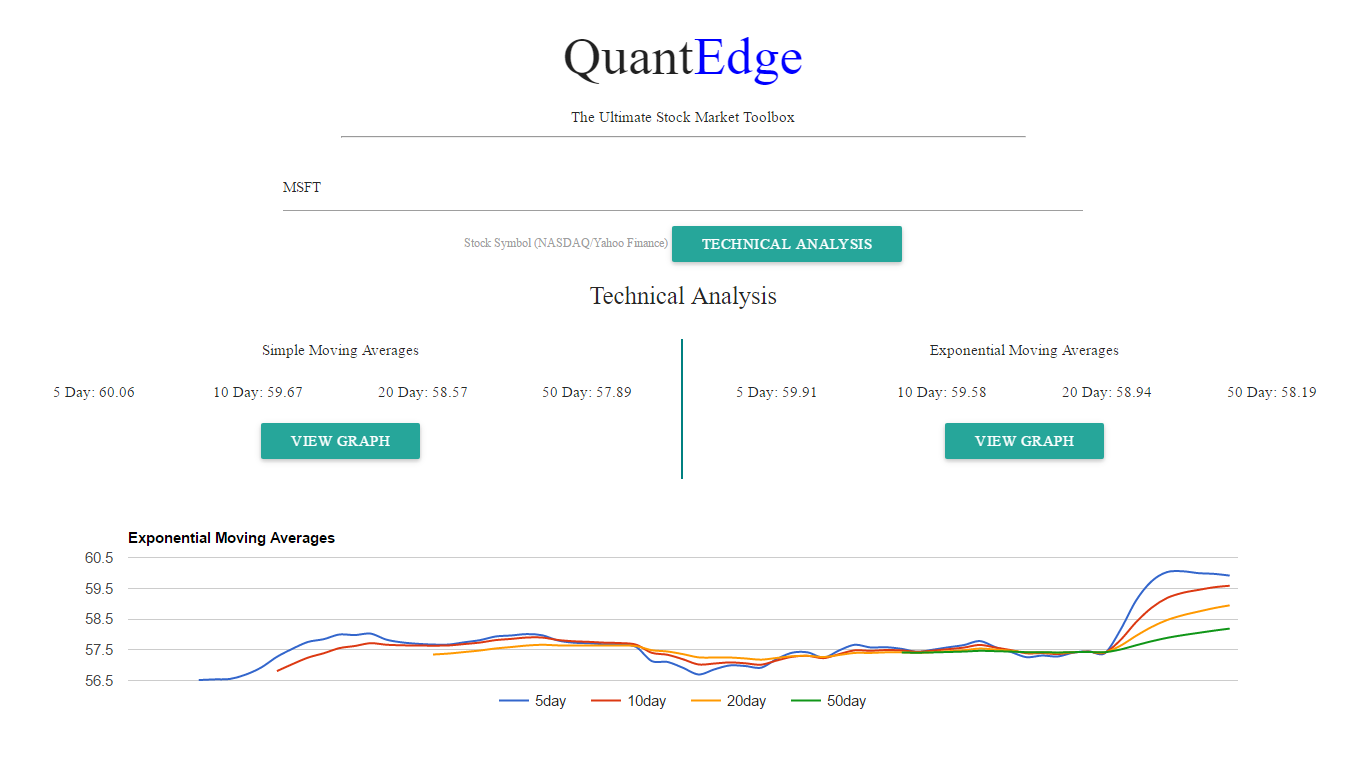 QuantEdge
The Ultimate Stock Market Toolbox
MSFT
Stock Symbol (NASDAQ/Yahoo Finance) TECHNICAL ANALYSIS
Technical Analysis
Simple Moving Averages
5 Day: 60.06 10 Day: 59.67 20 Day: 58.57 50 Day: 57.89
VIEW GRAPH
Exponential Moving Averages
5 Day: 59.91 10 Day: 59.58 20 Day: 58.94 50 Day: 58.19
VIEW GRAPH
Exponential Moving Averages
60.5
59.5
58.5
57.5
56.5
5day 10day 20day 50day